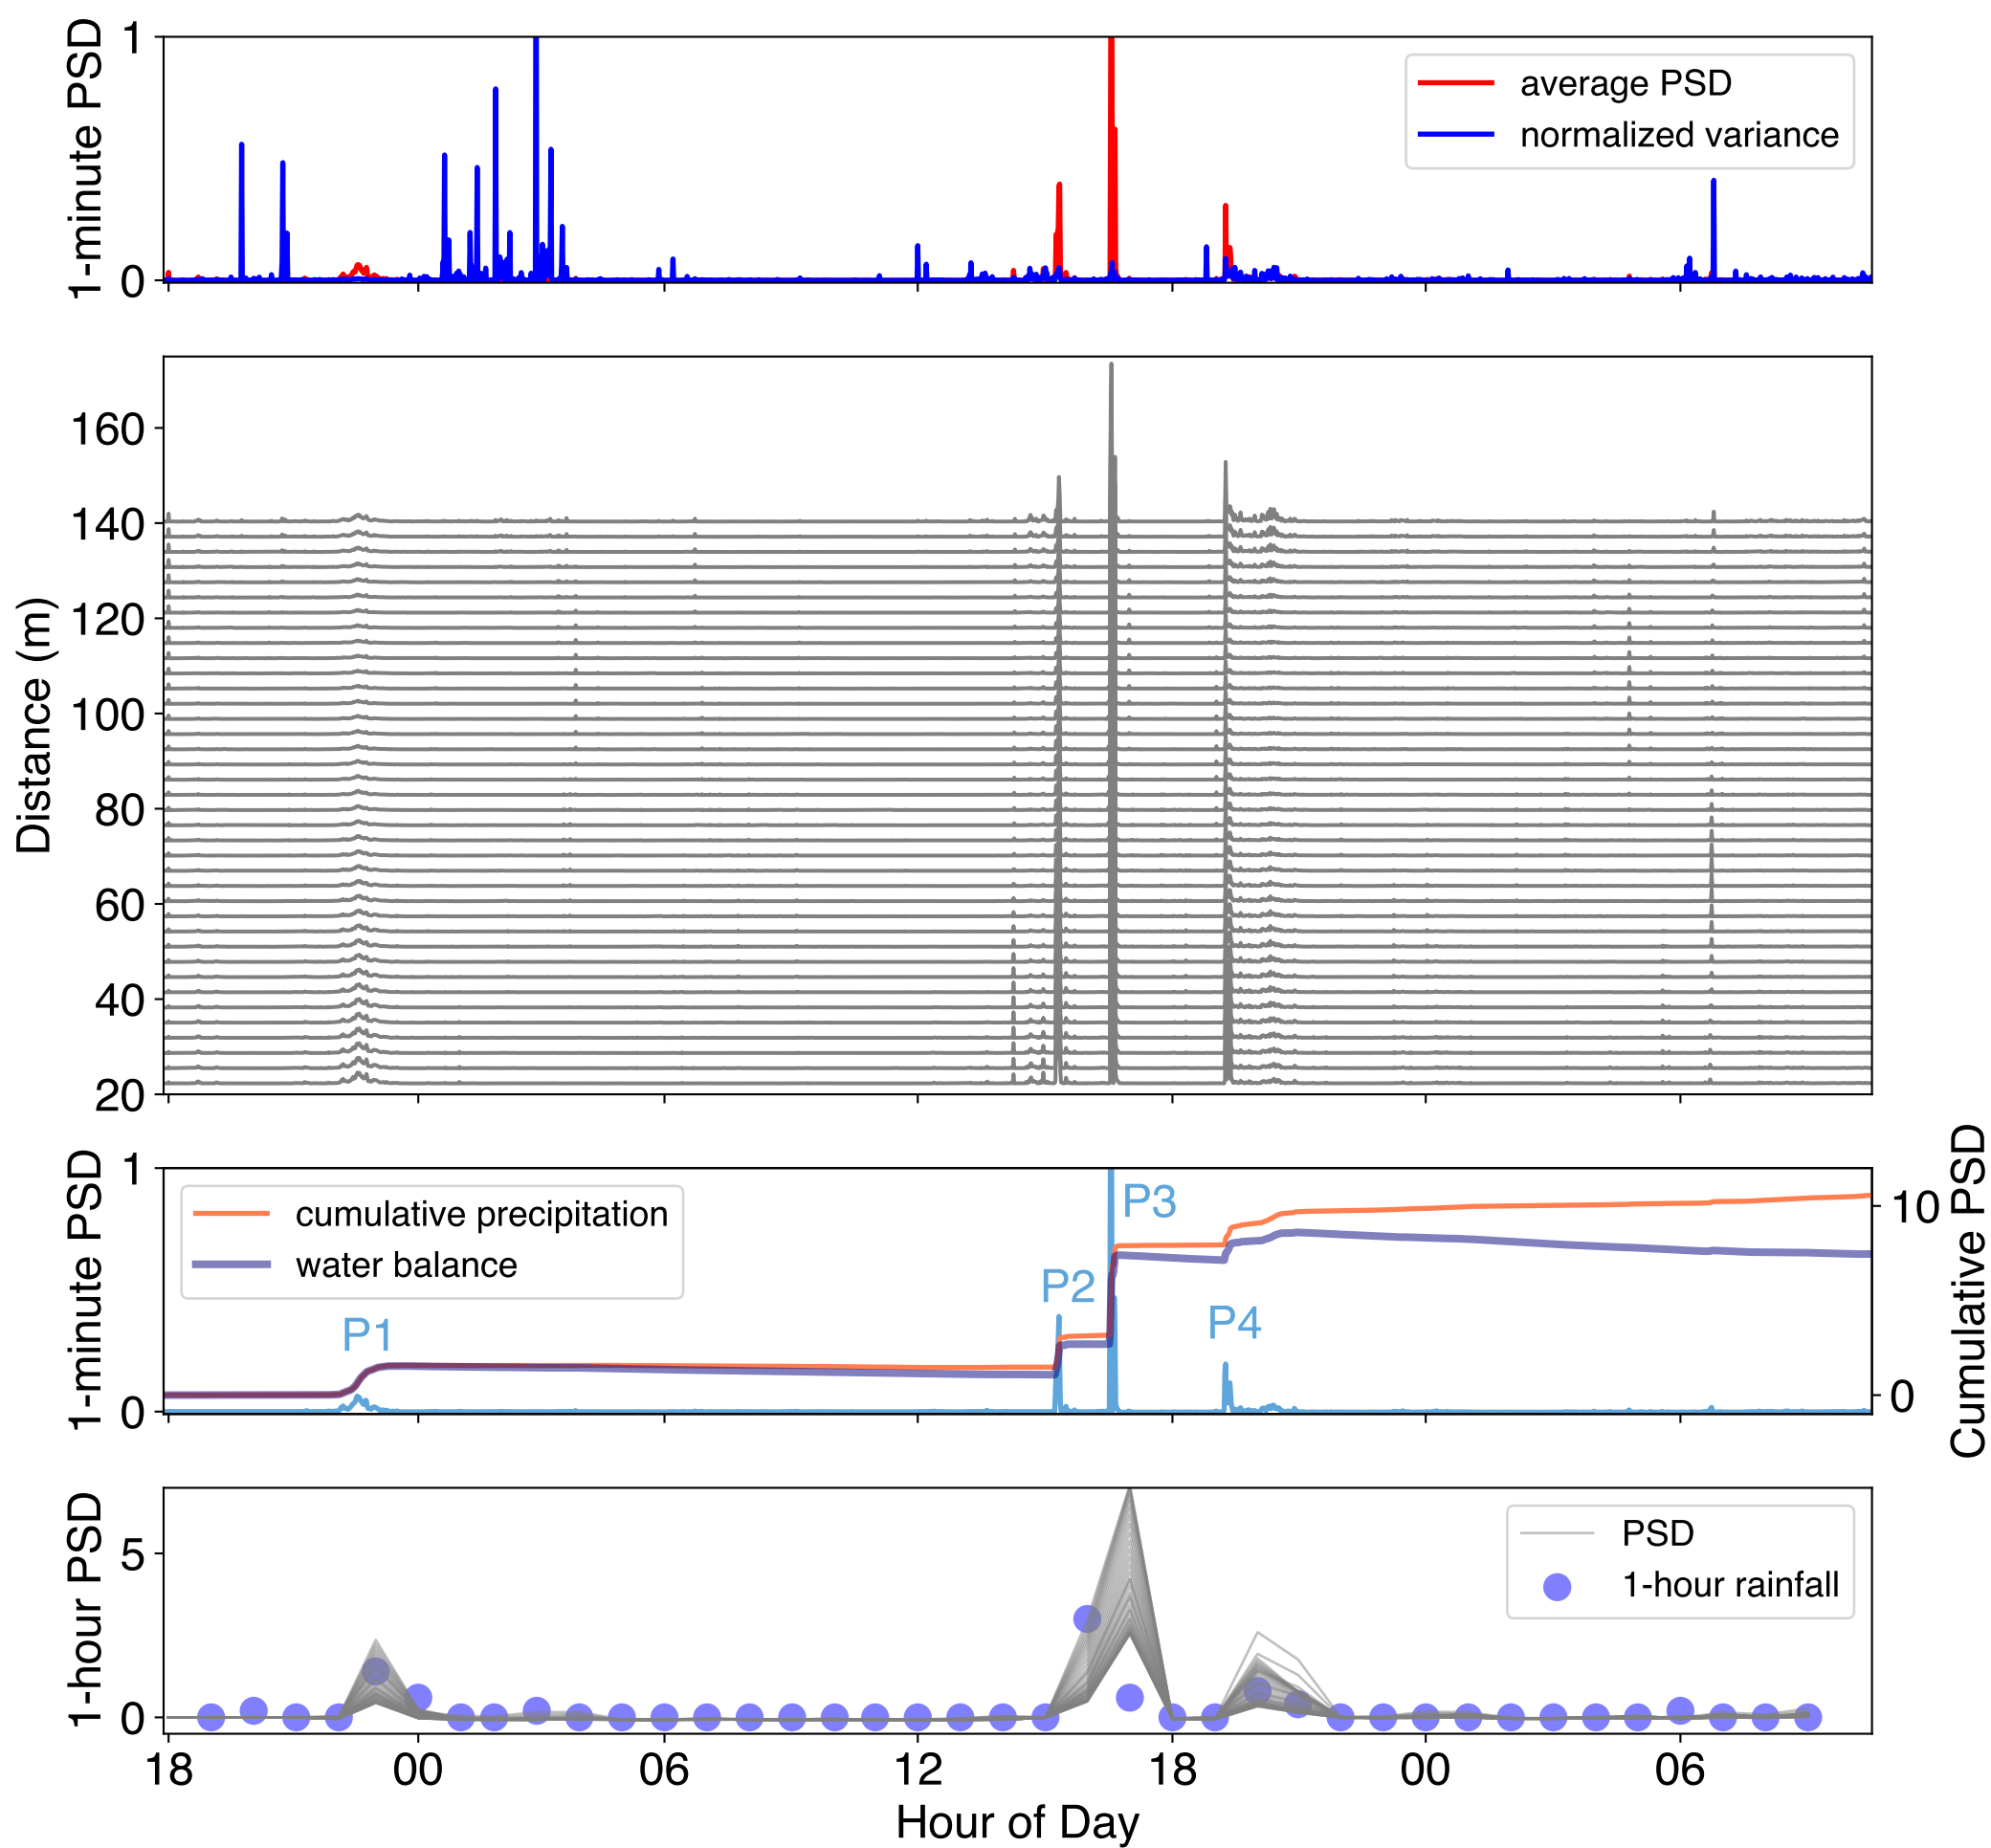 1-minute PSD
1
0
average PSD
normalized variance
Distance (m)
160
140
120
100
80
60
40
20
1-minute PSD
1
0
cumulative precipitation
water balance
P1
P2
P3
P4
10
0
Cumulative PSD
1-hour PSD
5
0
PSD
1-hour rainfall
18
00
06
12
18
00
06
Hour of Day